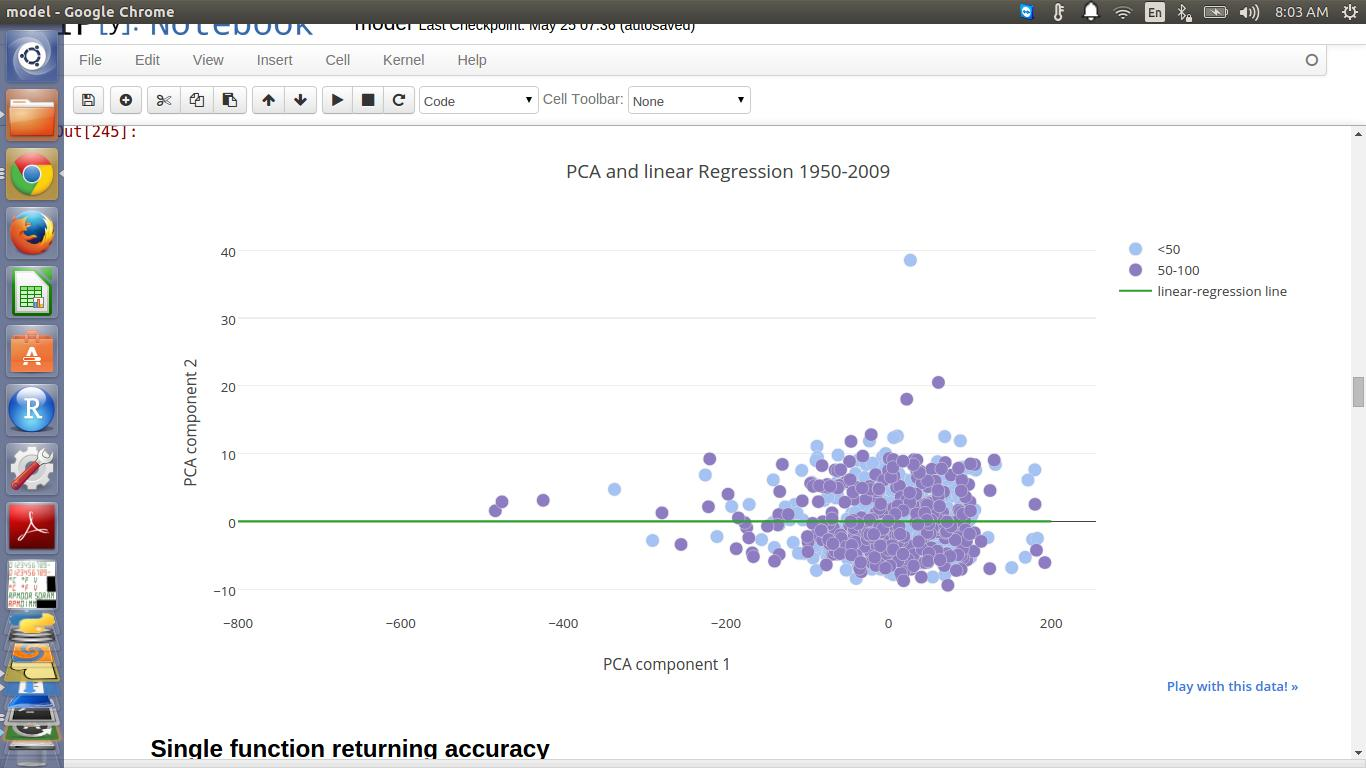 model - Google Chrome
En
8:03 AM
IP[y]: Notebook
model Last Checkpoint: May 25 07:36 (autosaved)
File Edit View Insert Cell Kernel Help
Code
Cell Toolbar:
None
Out[245]:
PCA and linear Regression 1950-2009
<50
50-100
linear-regression line
PCA component 2
40
30
20
10
0
−10
−800 −600 −400 −200 0 200
PCA component 1
Play with this data! »
Single function returning accuracy
R